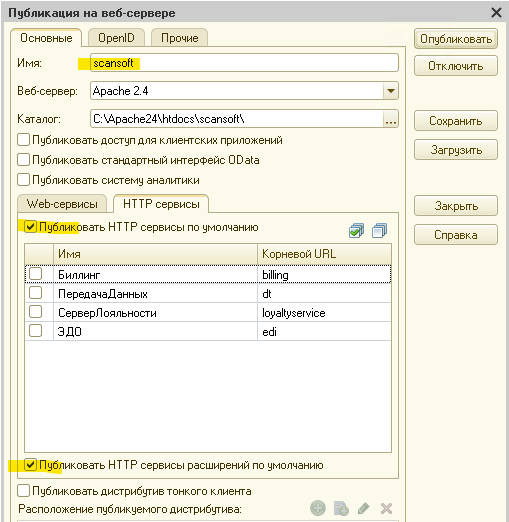 Публикация на веб-сервере
Основные OpenID Прочие
Опубликовать
Имя: scansoft
Отключить
Веб-сервер: Apache 2.4
Каталог: C:\Apache24\htdocs\scansoft\ ...
Сохранить
Публиковать доступ для клиентских приложений
Загрузить
Публиковать стандартный интерфейс OData
Публиковать систему аналитики
Web-сервисы HTTP сервисы
Закрыть
Публиковать HTTP сервисы по умолчанию
Справка
Имя Корневой URL
Биллинг billing
ПередачаДанных dt
СерверЛояльности loyaltyservice
ЭДО edi
Публиковать HTTP сервисы расширений по умолчанию
Публиковать дистрибутив тонкого клиента
Расположение публикуемого дистрибутива: